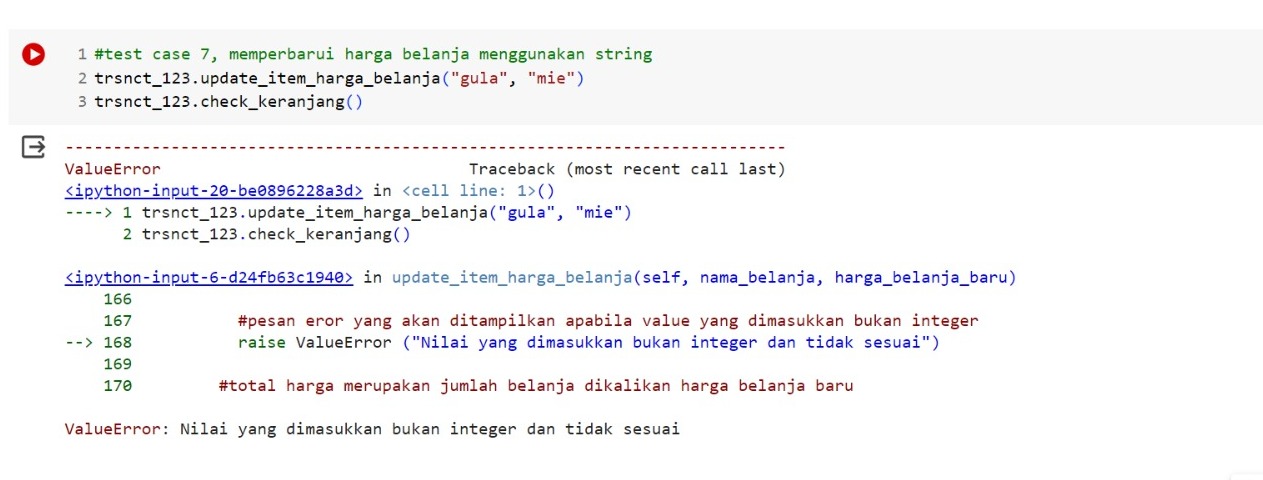 1 #test case 7, memperbarui harga belanja menggunakan string
2 trsnct_123.update_item_harga_belanja("gula", "mie")
3 trsnct_123.check_keranjang()
---------------------------------------------------------------------------
ValueError                                Traceback (most recent call last)
<ipython-input-20-be0896228a3d> in <cell line: 1>()
----> 1 trsnct_123.update_item_harga_belanja("gula", "mie")
      2 trsnct_123.check_keranjang()
<ipython-input-6-d24fb63c1940> in update_item_harga_belanja(self, nama_belanja, harga_belanja_baru)
    166
    167           #pesan eror yang akan ditampilkan apabila value yang dimasukkan bukan integer
--> 168           raise ValueError ("Nilai yang dimasukkan bukan integer dan tidak sesuai")
    169
    170         #total harga merupakan jumlah belanja dikalikan harga belanja baru
ValueError: Nilai yang dimasukkan bukan integer dan tidak sesuai